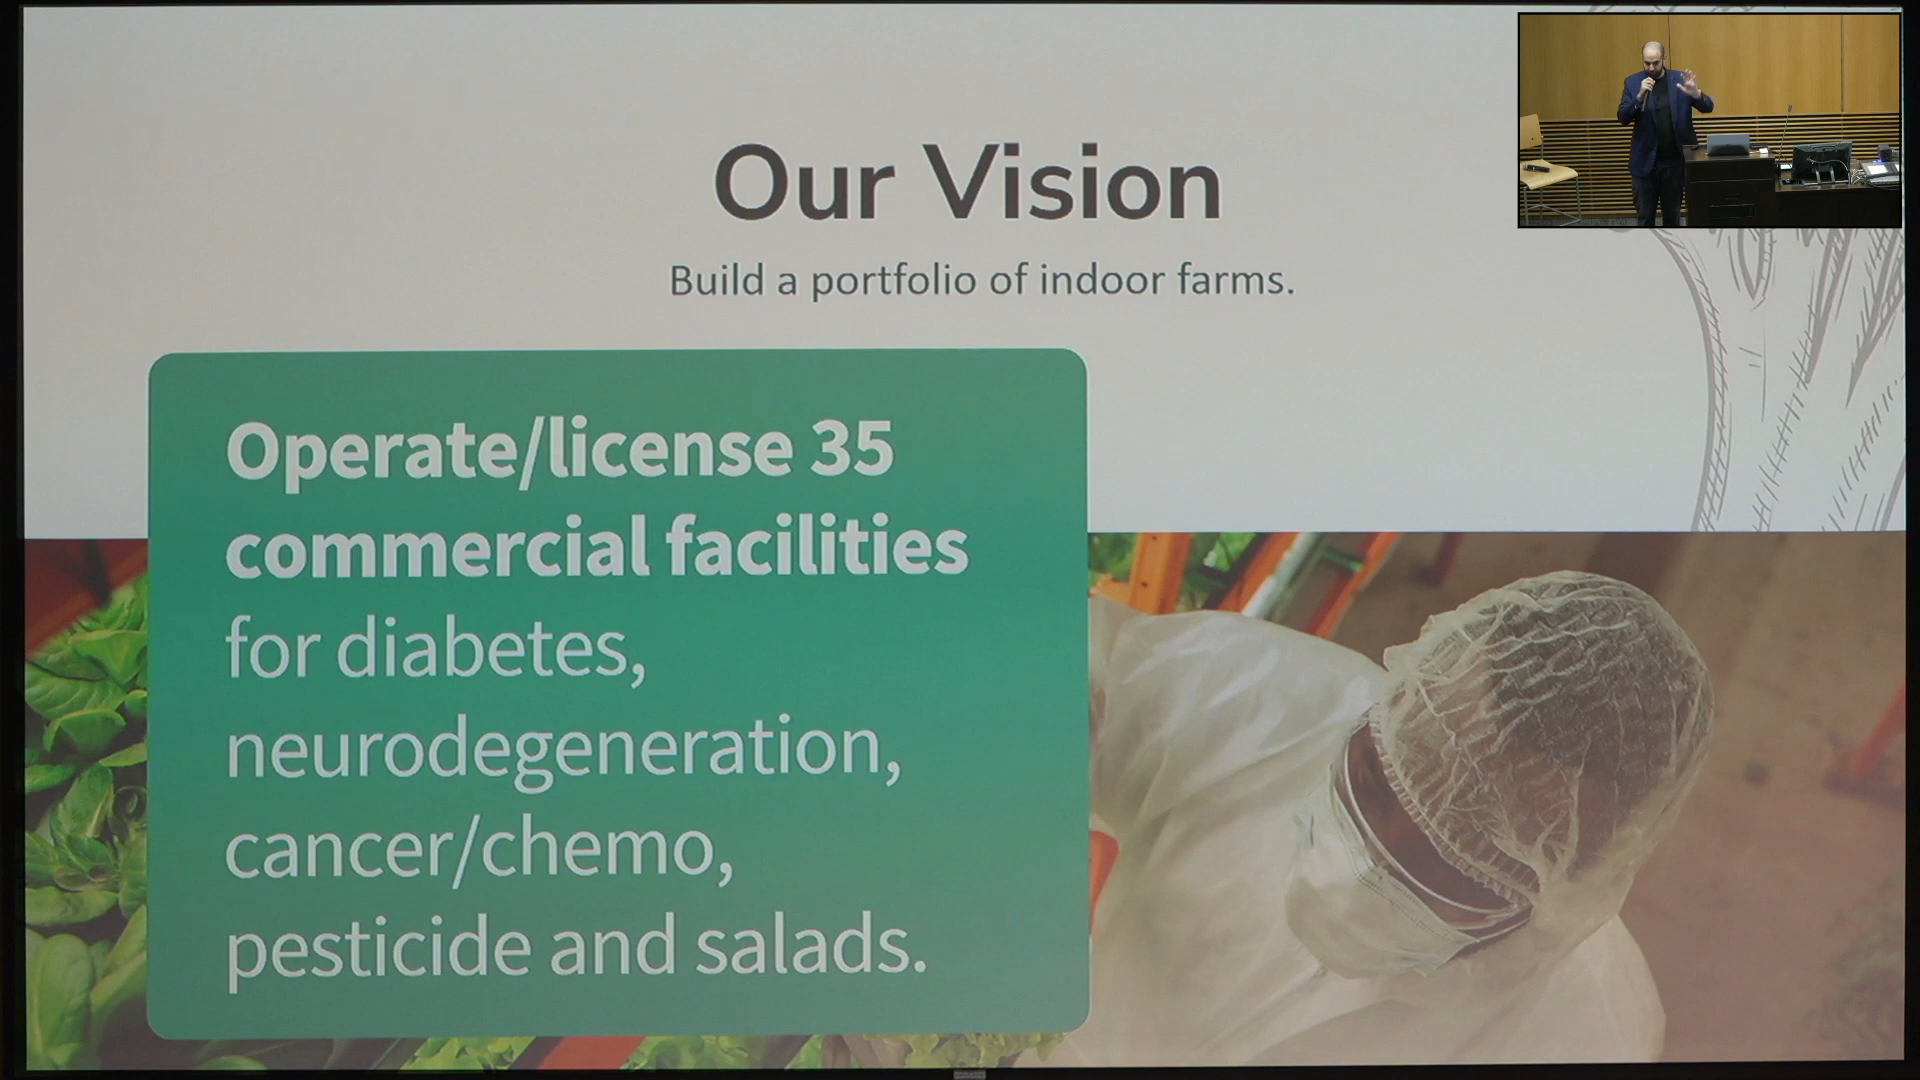 Our Vision
Build a portfolio of indoor farms.
Operate/license 35
commercial facilities
for diabetes,
neurodegeneration,
cancer/chemo,
pesticide and salads.